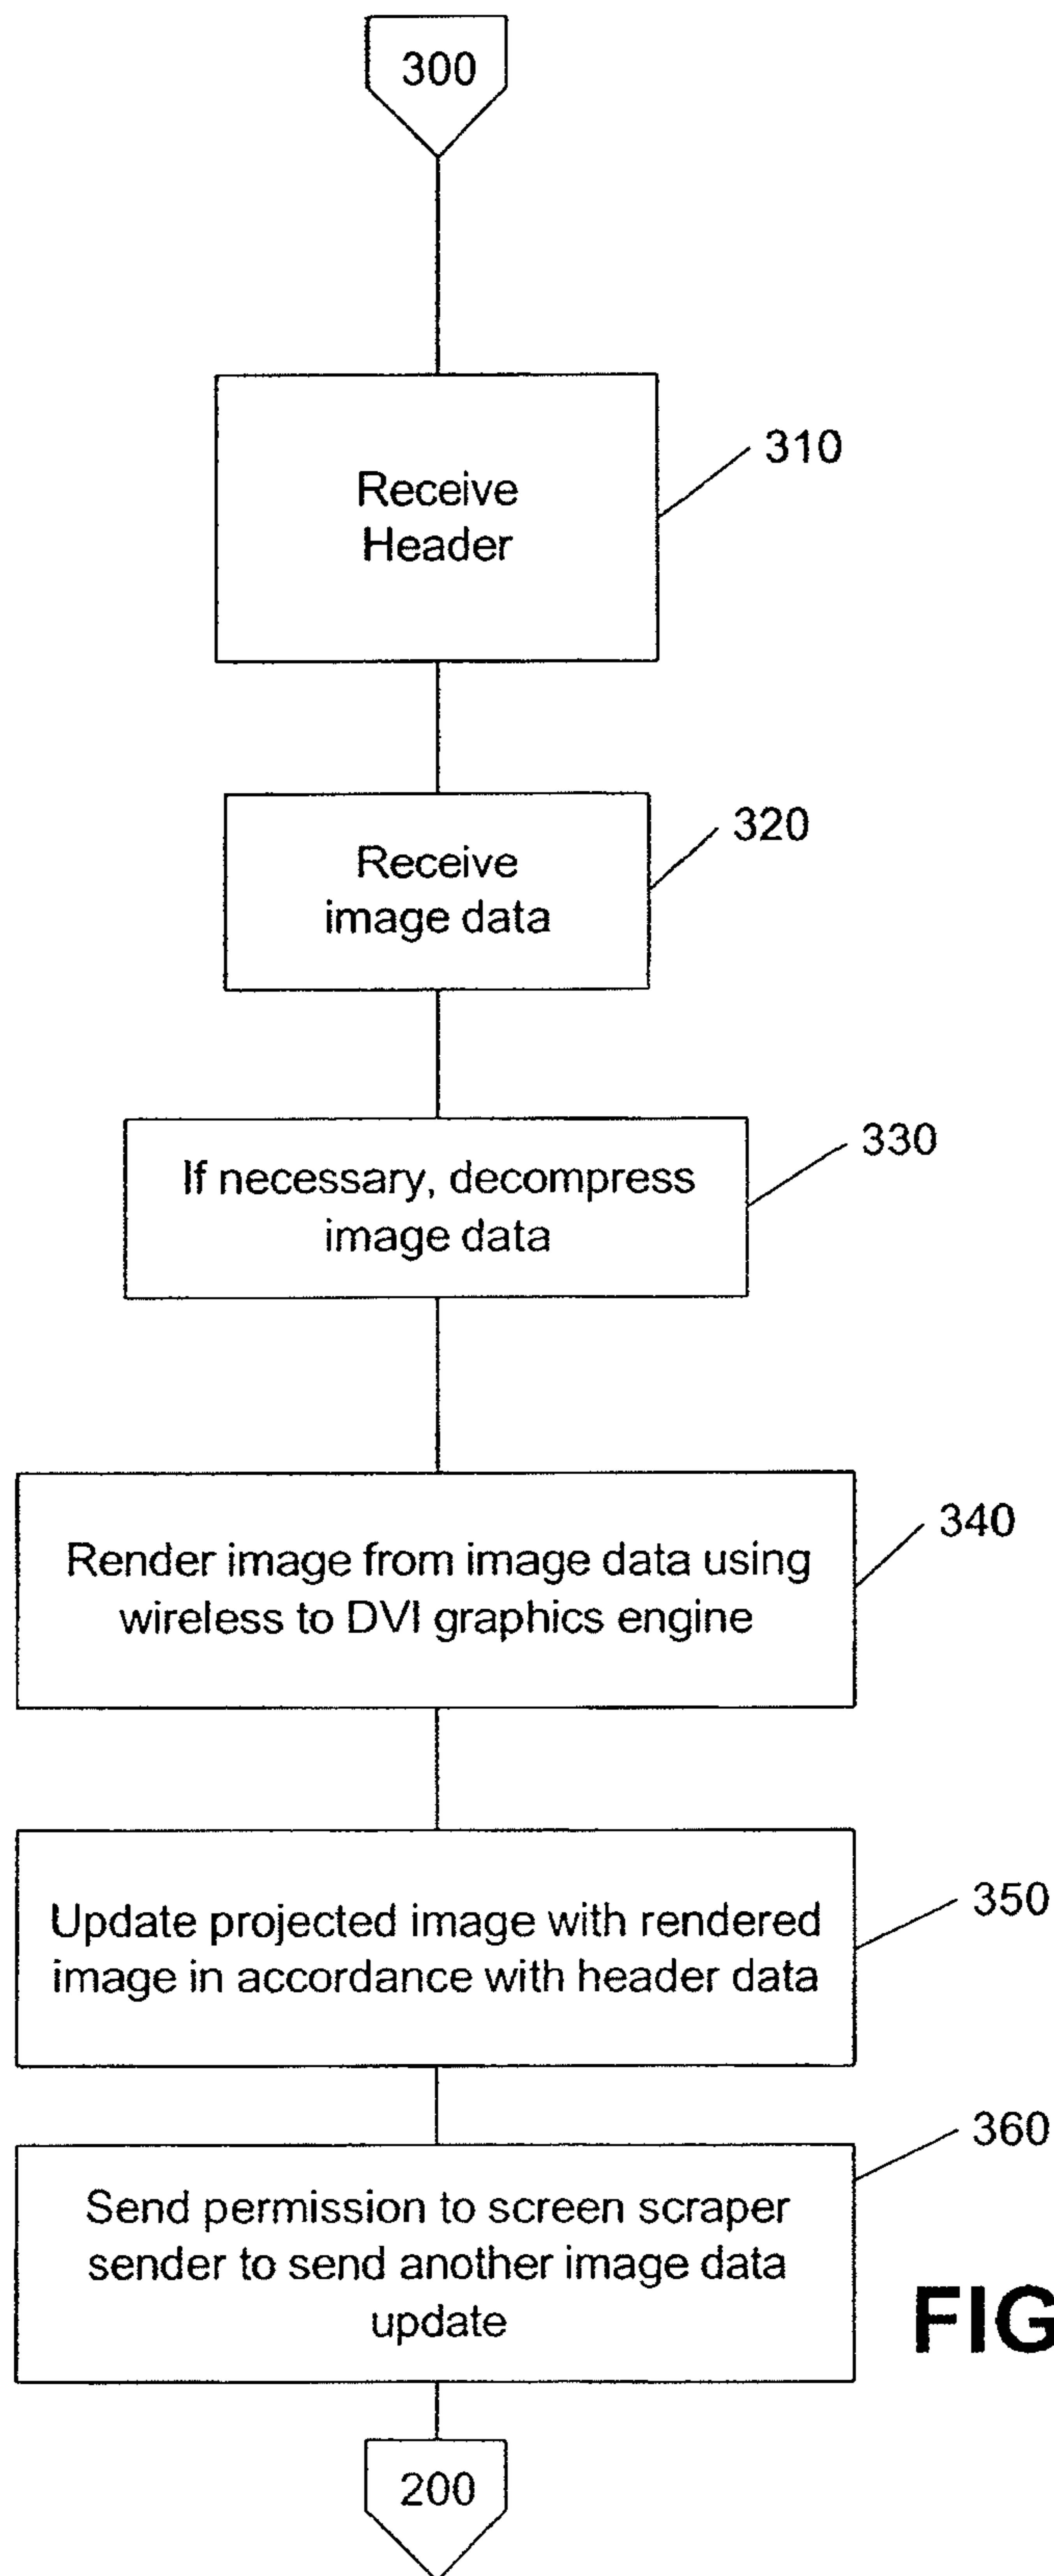 300
Receive
Header
310
Receive
image data
320
If necessary, decompress
image data
330
Render image from image data using
wireless to DVI graphics engine
340
Update projected image with rendered
image in accordance with header data
350
Send permission to screen scraper
sender to send another image data
update
360
FIG
200